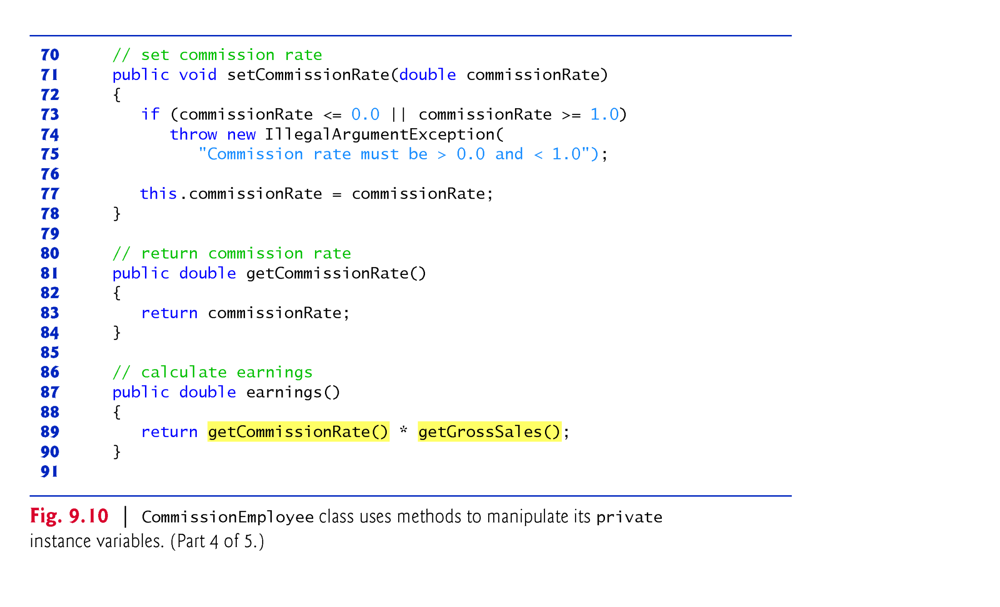 70 // set commission rate
71 public void setCommissionRate(double commissionRate)
72 {
73 if (commissionRate <= 0.0 || commissionRate >= 1.0)
74 throw new IllegalArgumentException(
75 "Commission rate must be > 0.0 and < 1.0");
76
77 this.commissionRate = commissionRate;
78 }
79
80 // return commission rate
81 public double getCommissionRate()
82 {
83 return commissionRate;
84 }
85
86 // calculate earnings
87 public double earnings()
88 {
89 return getCommissionRate() * getGrossSales();
90 }
91
Fig. 9.10 | CommissionEmployee class uses methods to manipulate its private
instance variables. (Part 4 of 5.)